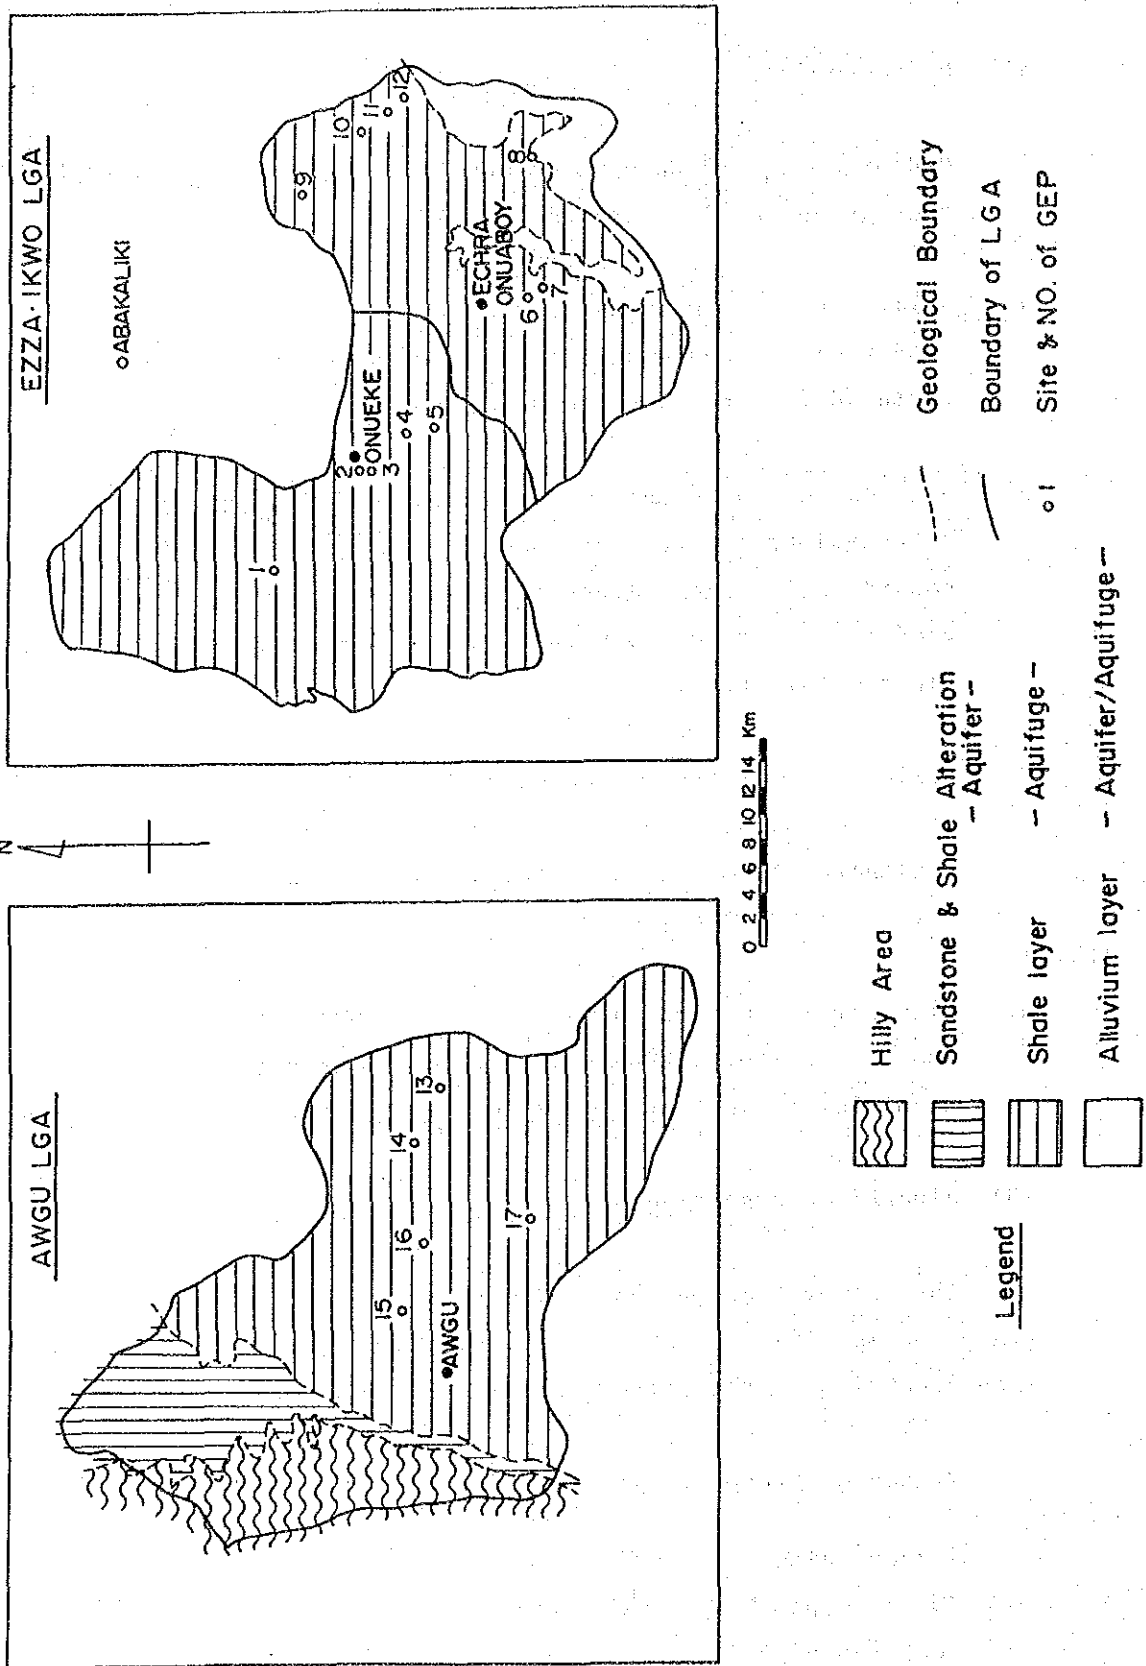 AWGU LGA
15
16
14
13
17
AWGU
N
EZZA·IKWO LGA
ABAKALIKI
1
2
ONUEKE
3
4
5
9
10
11
12
ECHRA
ONUABOY
6
7
8
0 2 4 6 8 10 12 14 Km
Legend
Hilly Area
Sandstone & Shale Alteration
– Aquifer –
Shale layer – Aquifuge –
Alluvium layer – Aquifer/Aquifuge –
Geological Boundary
Boundary of LGA
1 Site & NO. of GEP